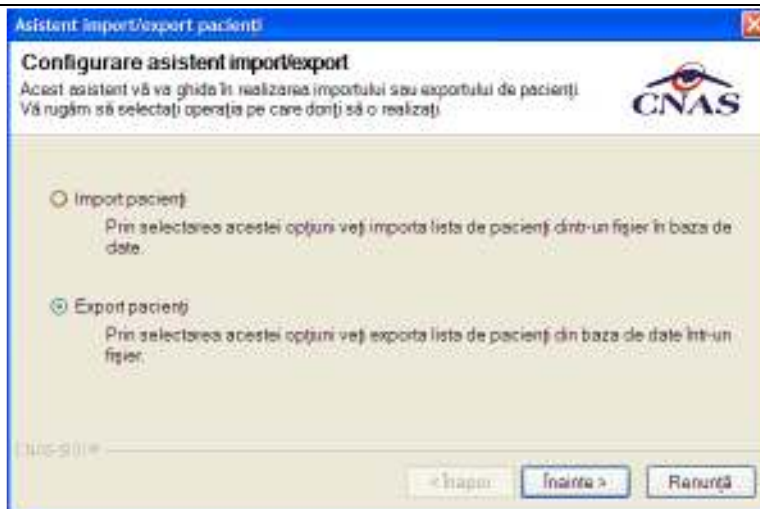 Asistent import/export pacienți
Configurare asistent import/export
Acest asistent vă va ghida în realizarea importului sau exportului de pacienți.
Vă rugăm să selectați operația pe care doriți să o realizați.
CNAS
Import pacienți
Prin selectarea acestei opțiuni veți importa lista de pacienți dintr-un fișier în baza de
date.
Export pacienți
Prin selectarea acestei opțiuni veți exporta lista de pacienți din baza de date într-un
fișier.
< Înapoi
Înainte >
Renunță